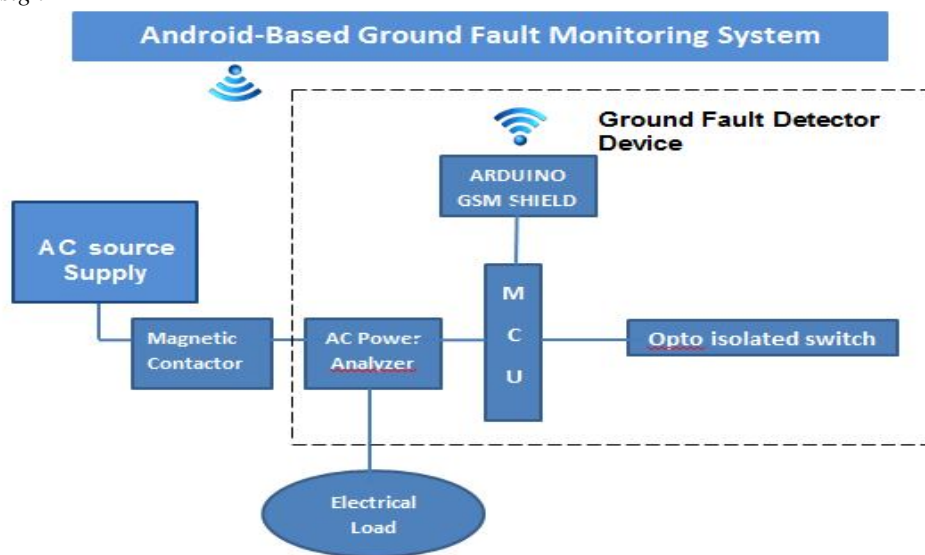 Android-Based Ground Fault Monitoring System
Ground Fault Detector
Device
ARDUINO
GSM SHIELD
AC source
Supply
M
C
U
Magnetic
Contactor
AC Power
Analyzer
Opto isolated switch
Electrical
Load